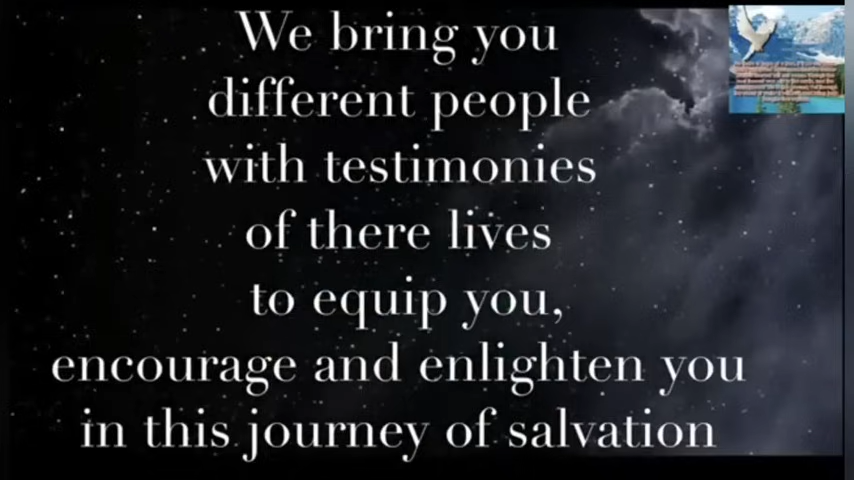 We bring you
different people
with testimonies
of there lives
to equip you,
encourage and enlighten you
in this journey of salvation